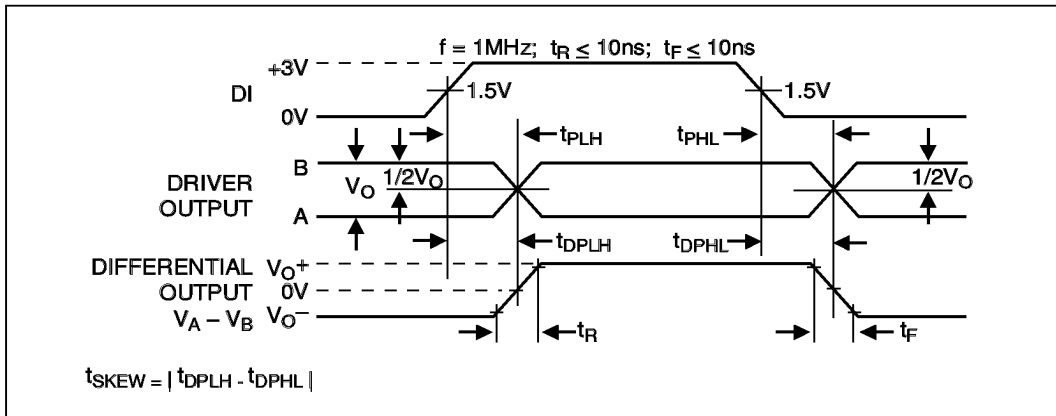 f = 1MHz; tR ≤ 10ns; tF ≤ 10ns
+3V
DI
1.5V
1.5V
0V
tPLH
tPHL
B
DRIVER
OUTPUT
VO
1/2VO
1/2VO
A
tDPLH
tDPHL
DIFFERENTIAL
OUTPUT
VA – VB
VO+
0V
VO–
tR
tF
tSKEW = | tDPLH - tDPHL |